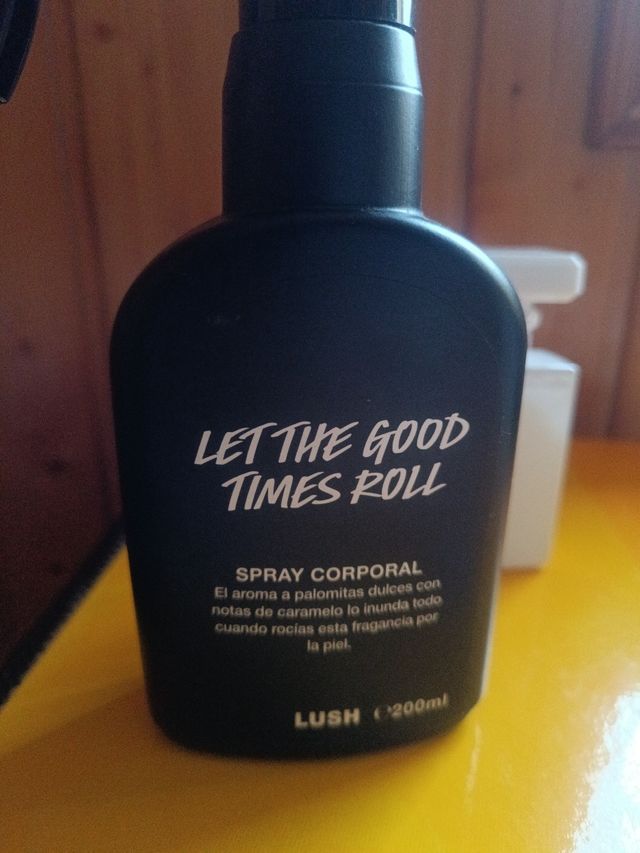 LET THE GOOD
TIMES ROLL
SPRAY CORPORAL
El aroma a palomitas dulces con
notas de caramelo lo inunda todo
cuando rocías esta fragancia por
la piel.
LUSH ℮200ml